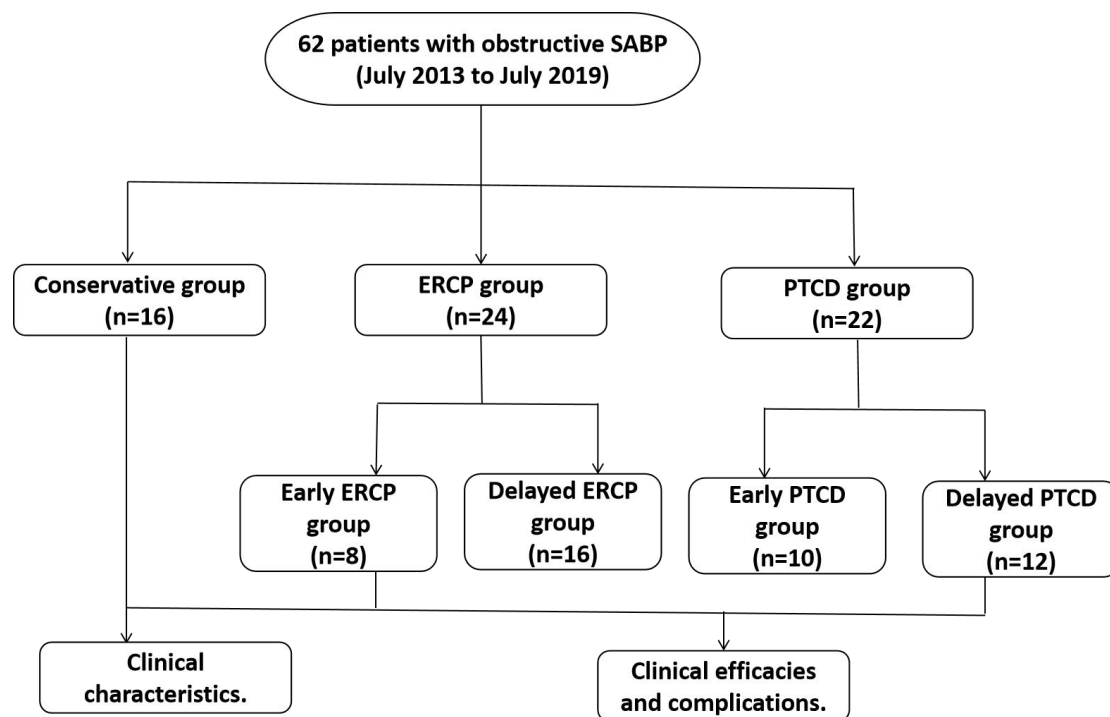 62 patients with obstructive SABP
(July 2013 to July 2019)
Conservative group
(n=16)
ERCP group
(n=24)
PTCD group
(n=22)
Early ERCP
group
(n=8)
Delayed ERCP
group
(n=16)
Early PTCD
group
(n=10)
Delayed PTCD
group
(n=12)
Clinical
characteristics.
Clinical efficacies
and complications.